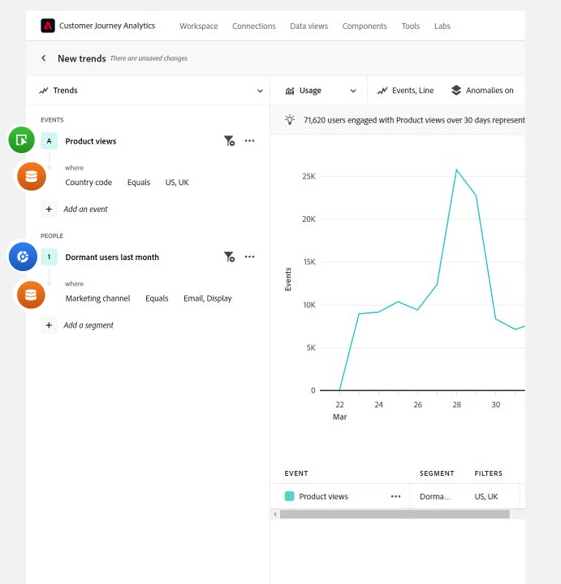 Customer Journey Analytics Workspace Connections Data views Components Tools Labs
New trends There are unsaved changes
Trends
Usage Events, Line Anomalies on
EVENTS
A Product views
where
Country code Equals US, UK
Add an event
PEOPLE
1 Dormant users last month
where
Marketing channel Equals Email, Display
Add a segment
71,620 users engaged with Product views over 30 days represent
25K
20K
15K
10K
5K
0
Events
22 24 26 28 30
Mar
EVENT SEGMENT FILTERS
Product views Dorma... US, UK